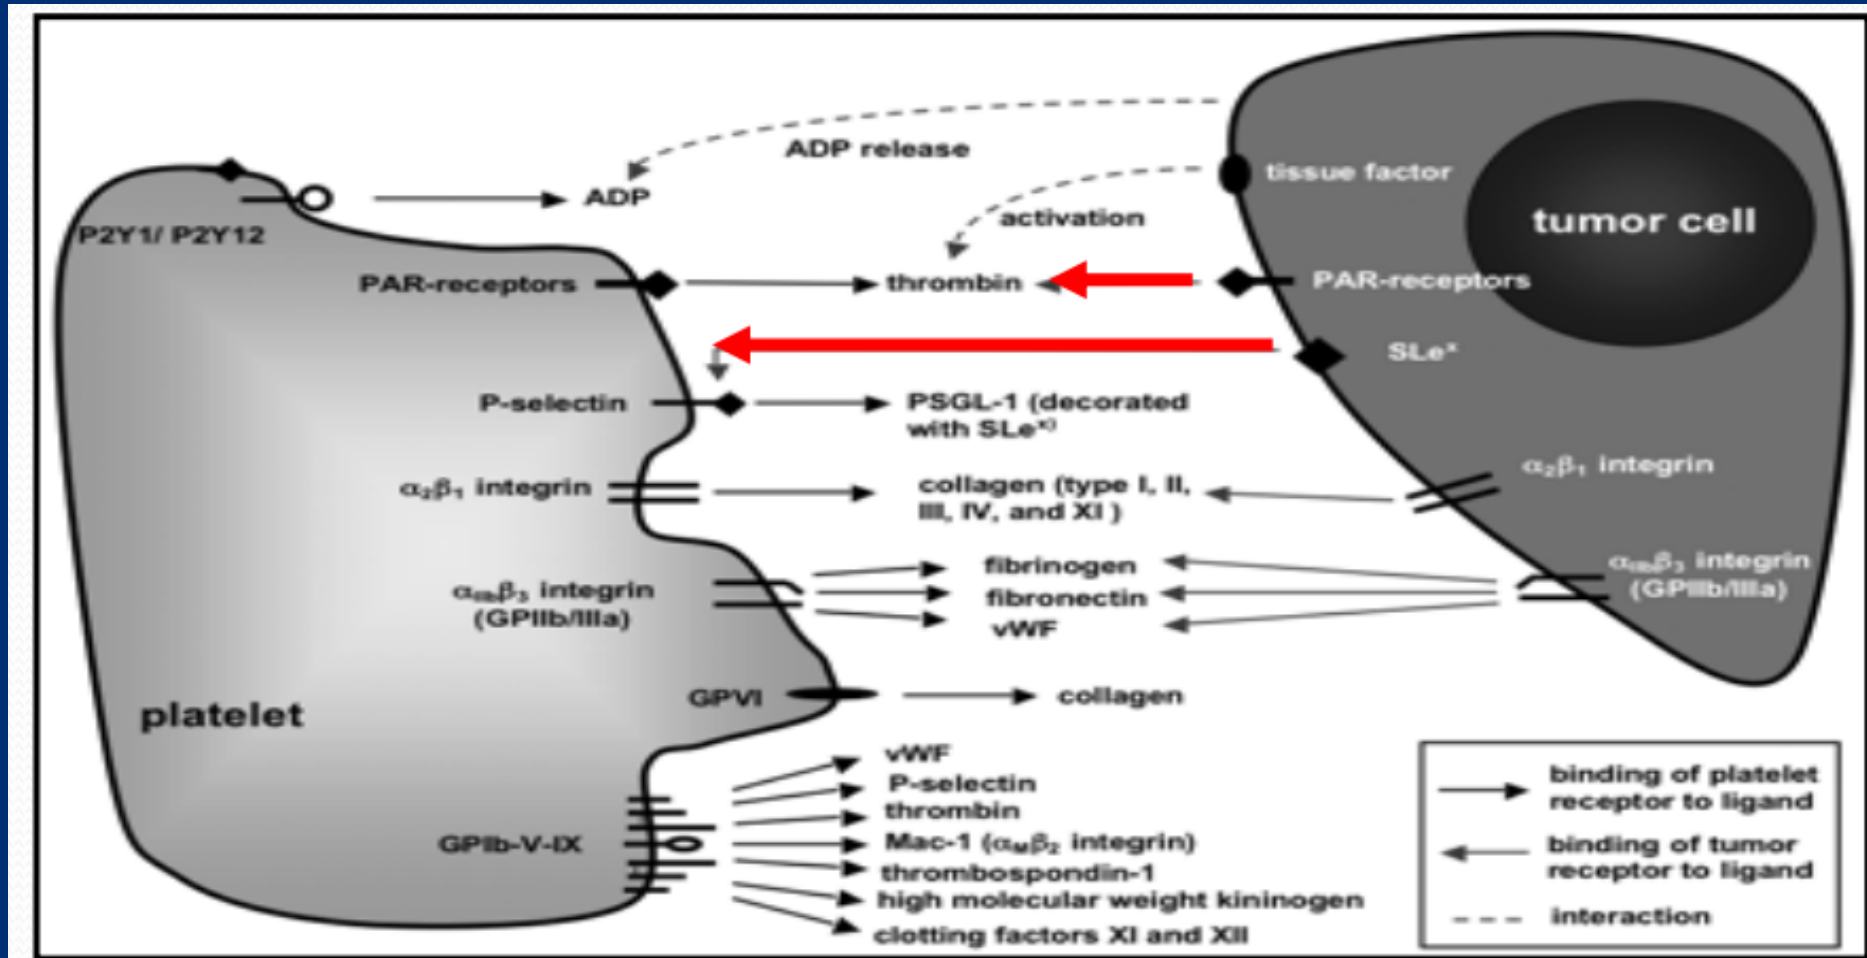 ADP release
tissue factor
ADP
tumor cell
activation
P2Y1/ P2Y12
PAR-receptors
thrombin
PAR-receptors
SLeˣ
P-selectin
PSGL-1 (decorated
with SLeˣ⁾
α₂β₁ integrin
α₂β₁ integrin
collagen (type I, II,
III, IV, and XI )
αIIbβ₃ integrin
(GPIIb/IIIa)
fibrinogen
fibronectin
vWF
αIIbβ₃ integrin
(GPIIb/IIIa)
GPVI
collagen
platelet
vWF
P-selectin
thrombin
GPIb-V-IX
Mac-1 (αMβ₂ integrin)
thrombospondin-1
high molecular weight kininogen
clotting factors XI and XII
binding of platelet
receptor to ligand
binding of tumor
receptor to ligand
interaction